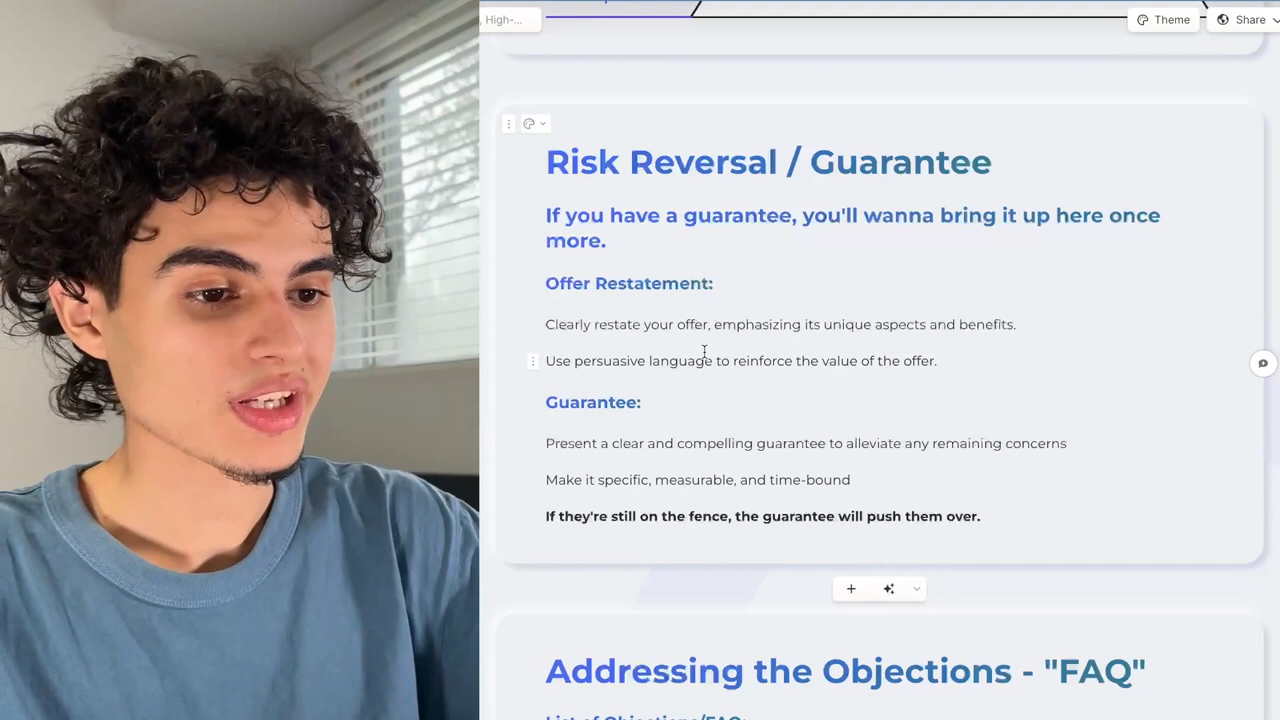 , High-...
Theme
Share
Risk Reversal / Guarantee
If you have a guarantee, you'll wanna bring it up here once
more.
Offer Restatement:
Clearly restate your offer, emphasizing its unique aspects and benefits.
Use persuasive language to reinforce the value of the offer.
Guarantee:
Present a clear and compelling guarantee to alleviate any remaining concerns
Make it specific, measurable, and time-bound
If they're still on the fence, the guarantee will push them over.
Addressing the Objections - "FAQ"
List of Objections/FAQ: